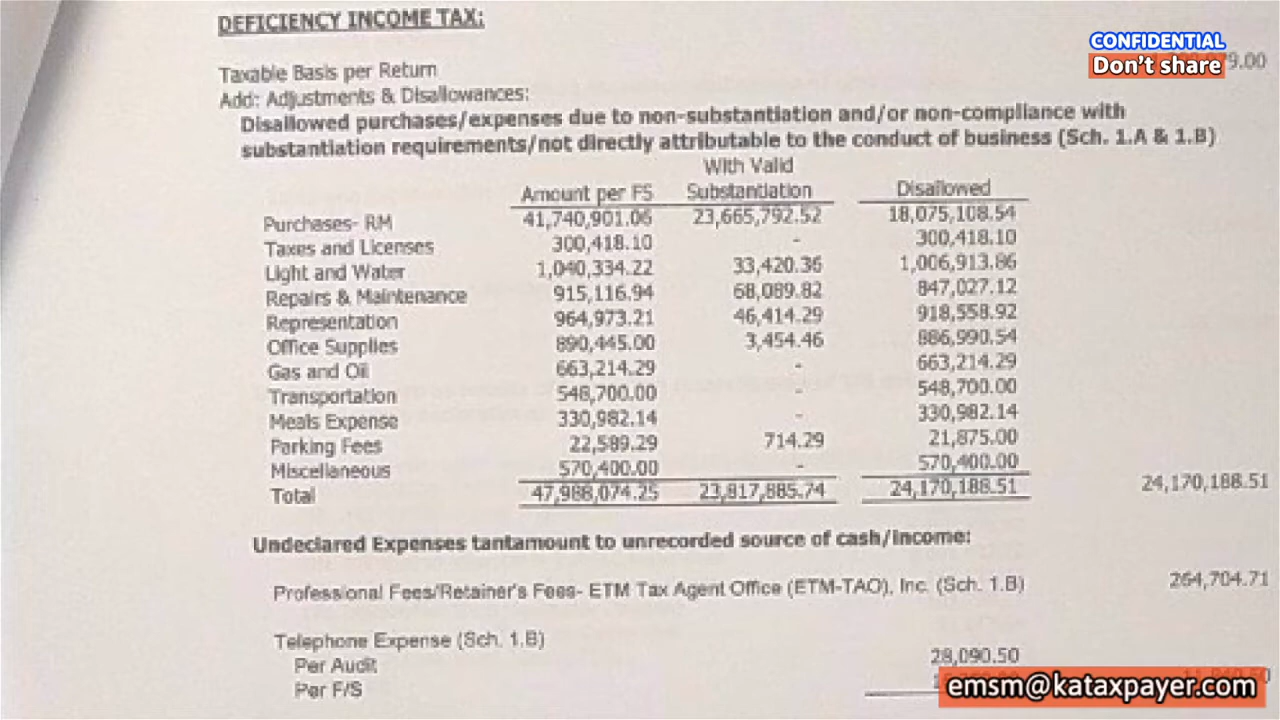 DEFICIENCY INCOME TAX:
CONFIDENTIAL
Don't share
9.00
Taxable Basis per Return
Add: Adjustments & Disallowances:
Disallowed purchases/expenses due to non-substantiation and/or non-compliance with
substantiation requirements/not directly attributable to the conduct of business (Sch. 1.A & 1.B)
With Valid
Amount per FS Substantiation Disallowed
Purchases- RM 41,740,901.06 23,665,792.52 18,075,108.54
Taxes and Licenses 300,418.10 - 300,418.10
Light and Water 1,040,334.22 33,420.36 1,006,913.86
Repairs & Maintenance 915,116.94 68,089.82 847,027.12
Representation 964,973.21 46,414.29 918,558.92
Office Supplies 890,445.00 3,454.46 886,990.54
Gas and Oil 663,214.29 - 663,214.29
Transportation 548,700.00 - 548,700.00
Meals Expense 330,982.14 - 330,982.14
Parking Fees 22,589.29 714.29 21,875.00
Miscellaneous 570,400.00 - 570,400.00
Total 47,988,074.25 23,817,885.74 24,170,188.51 24,170,188.51
Undeclared Expenses tantamount to unrecorded source of cash/income:
Professional Fees/Retainer's Fees- ETM Tax Agent Office (ETM-TAO), Inc. (Sch. 1.B) 264,704.71
Telephone Expense (Sch. 1.B)
Per Audit 28,090.50
Per F/S
emsm@kataxpayer.com